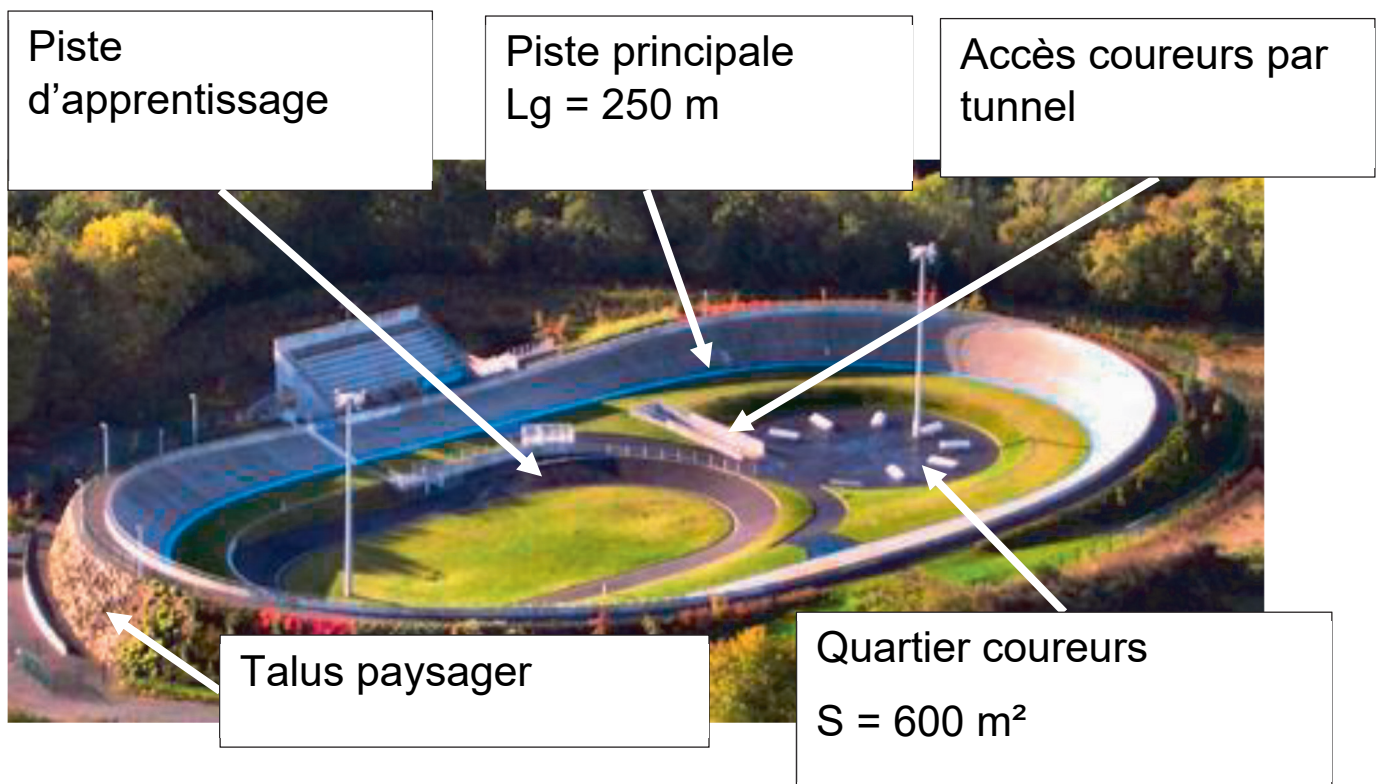 Piste
d’apprentissage
Piste principale
Lg = 250 m
Accès coureurs par
tunnel
Talus paysager
Quartier coureurs
S = 600 m²